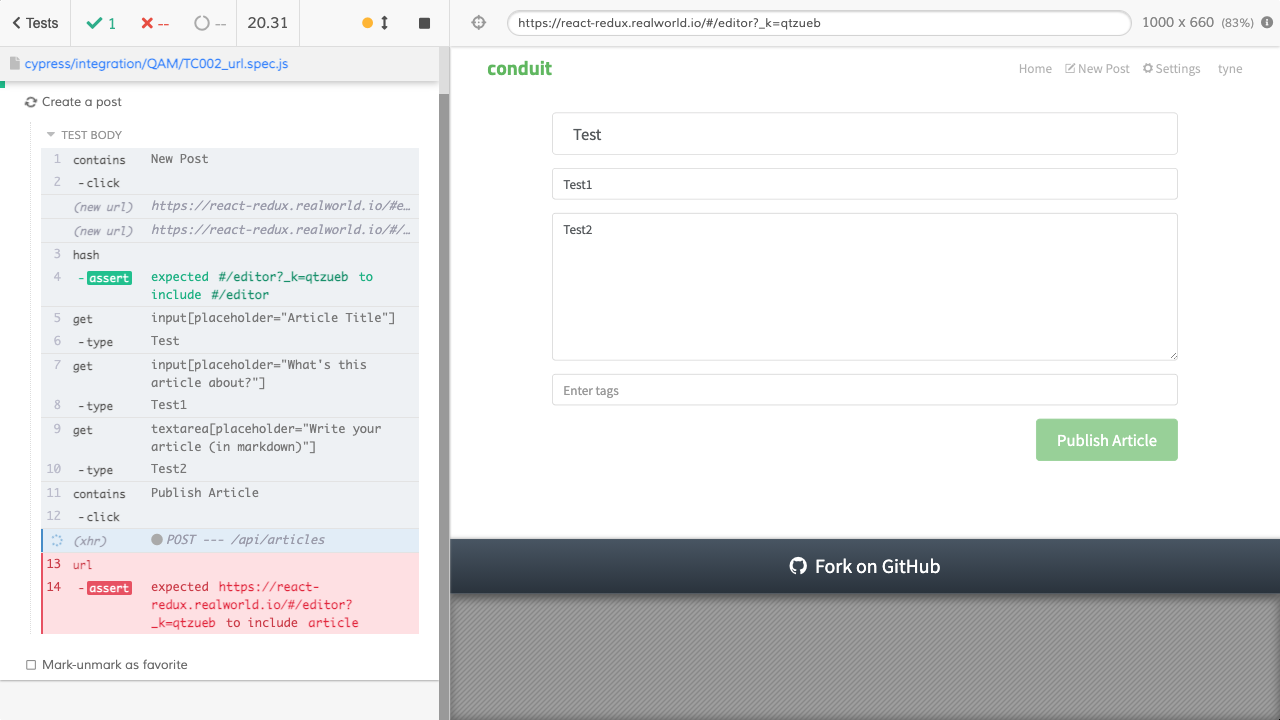 Tests
1
--
--
20.31
https://react-redux.realworld.io/#/editor?_k=qtzueb
1000 x 660 (83%)
cypress/integration/QAM/TC002_url.spec.js
Create a post
TEST BODY
1 contains New Post
2 - click
(new url) https://react-redux.realworld.io/#e…
(new url) https://react-redux.realworld.io/#/…
3 hash
4 - assert expected #/editor?_k=qtzueb to
include #/editor
5 get input[placeholder="Article Title"]
6 - type Test
7 get input[placeholder="What's this
article about?"]
8 - type Test1
9 get textarea[placeholder="Write your
article (in markdown)"]
10 - type Test2
11 contains Publish Article
12 - click
(xhr) POST --- /api/articles
13 url
14 - assert expected https://react-
redux.realworld.io/#/editor?
_k=qtzueb to include article
Mark-unmark as favorite
conduit
Home New Post Settings tyne
Test
Test1
Test2
Enter tags
Publish Article
Fork on GitHub